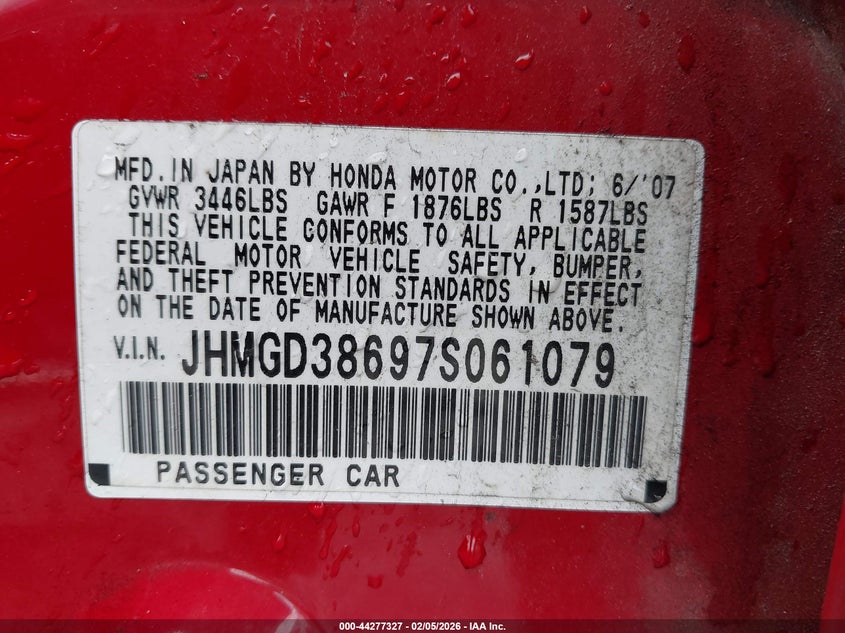 MFD.IN JAPAN BY HONDA MOTOR CO.,LTD; 6/'07
GVWR 3446LBS GAWR F 1876LBS R 1587LBS
THIS VEHICLE CONFORMS TO ALL APPLICABLE
FEDERAL MOTOR VEHICLE SAFETY, BUMPER,
AND THEFT PREVENTION STANDARDS IN EFFECT
ON THE DATE OF MANUFACTURE SHOWN ABOVE.
V.I.N. JHMGD38697S061079
PASSENGER CAR
000-44277327 | 02/05/2026 - IAA Inc.